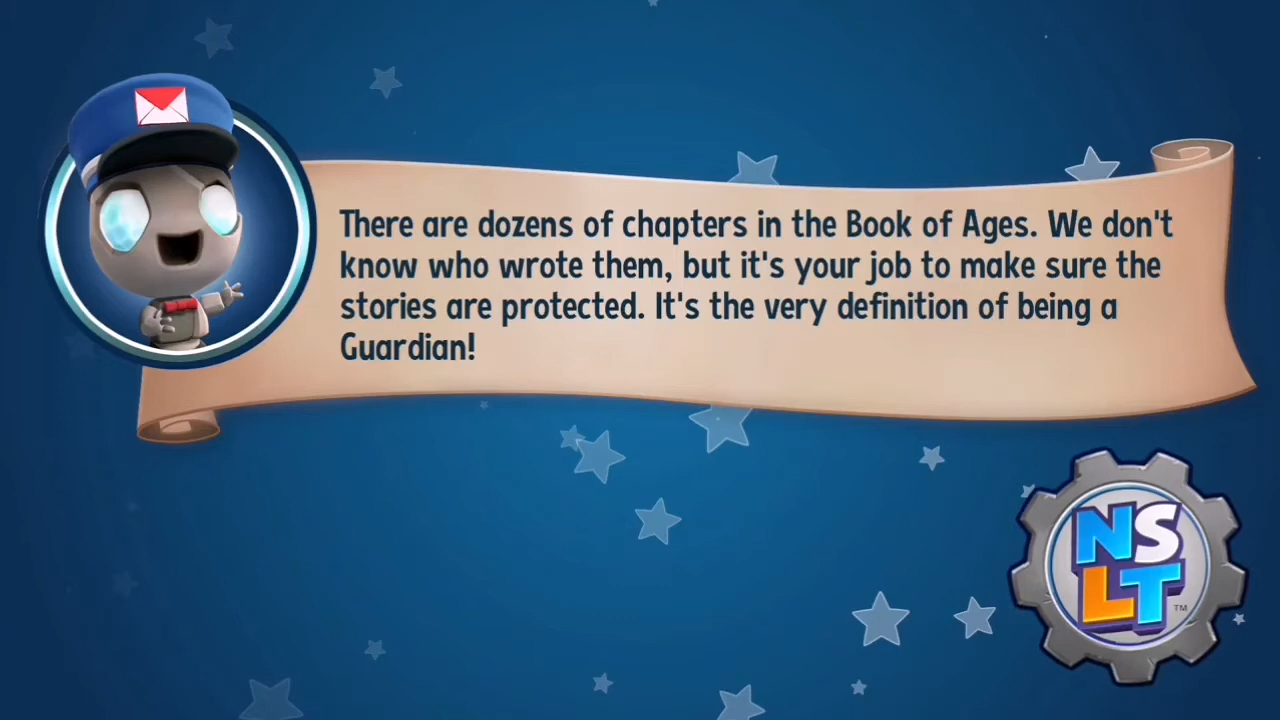 There are dozens of chapters in the Book of Ages. We don't
know who wrote them, but it's your job to make sure the
stories are protected. It's the very definition of being a
Guardian!
NS
LT
TM